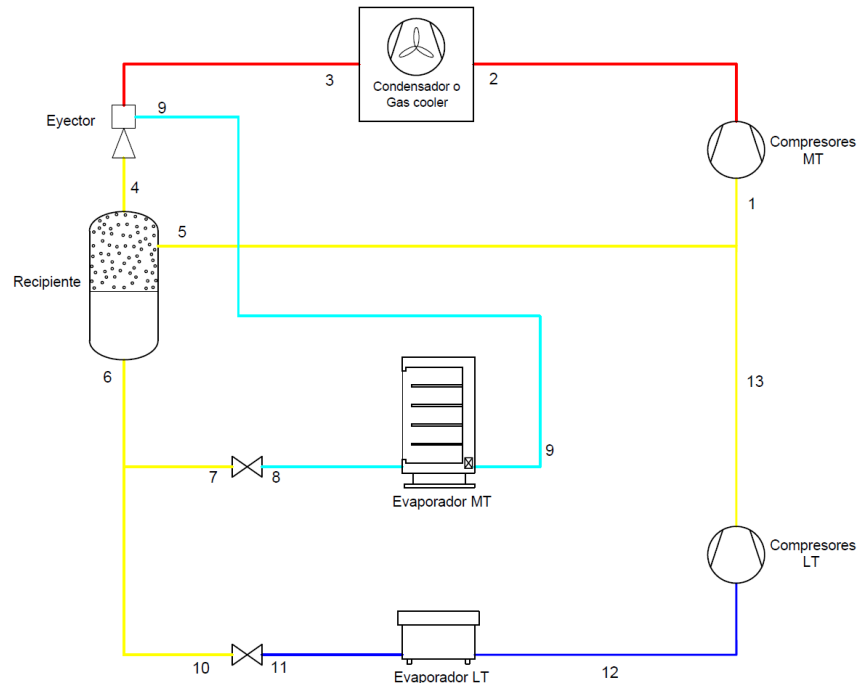 3
2
Condensador o
Gas cooler
9
Eyector
Compresores
MT
4
1
5
Recipiente
6
13
9
7
8
Evaporador MT
Compresores
LT
10
11
12
Evaporador LT